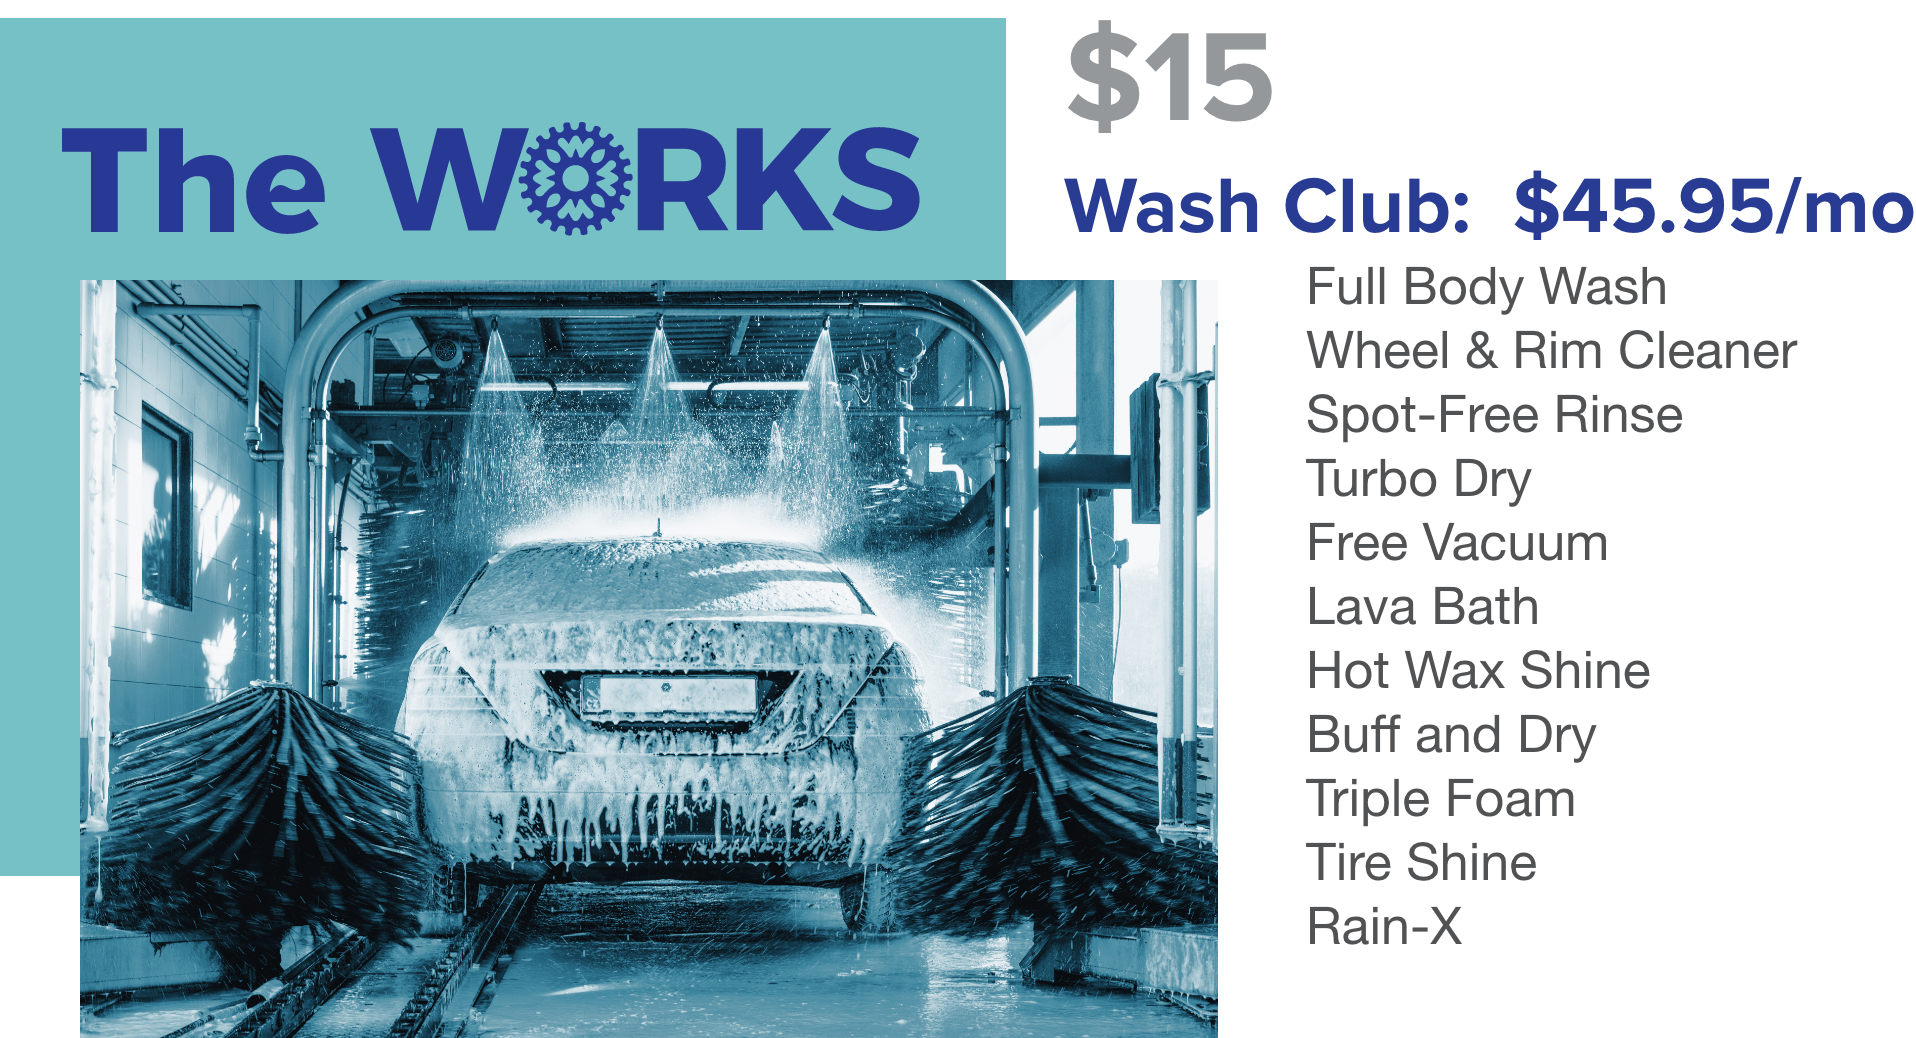 The WORKS
$15
Wash Club: $45.95/mo
Full Body Wash
Wheel & Rim Cleaner
Spot-Free Rinse
Turbo Dry
Free Vacuum
Lava Bath
Hot Wax Shine
Buff and Dry
Triple Foam
Tire Shine
Rain-X